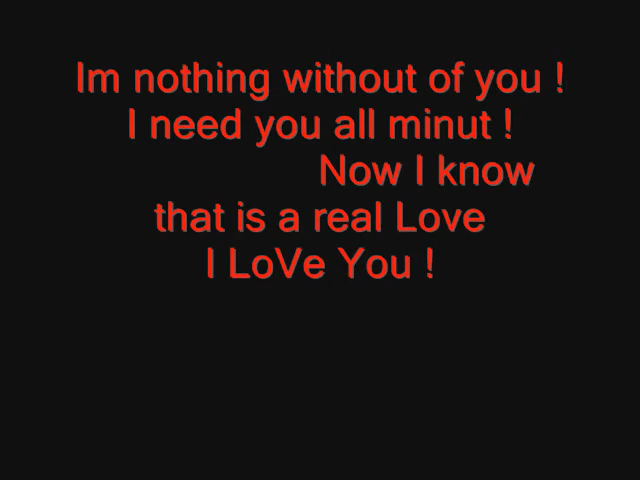 Im nothing without of you !
I need you all minut !
Now I know
that is a real Love
I LoVe You !